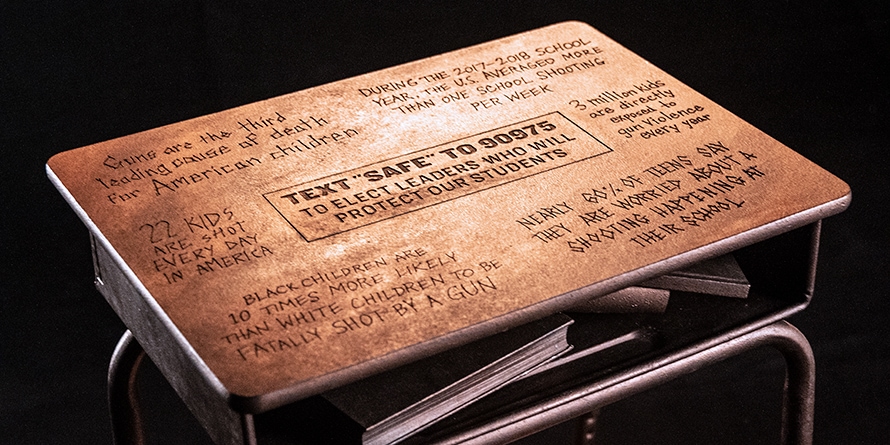 DURING THE 2017-2018 SCHOOL
YEAR, THE U.S. AVERAGED MORE
THAN ONE SCHOOL SHOOTING
PER WEEK
Guns are the third
leading cause of death
for American children
3 million kids
are directly
exposed to
gun violence
every year
TEXT "SAFE" TO 90975
TO ELECT LEADERS WHO WILL
PROTECT OUR STUDENTS
22 KIDS
ARE SHOT
EVERY DAY
IN AMERICA
NEARLY 60% OF TEENS SAY
THEY ARE WORRIED ABOUT A
SHOOTING HAPPENING AT
THEIR SCHOOL
BLACK CHILDREN ARE
10 TIMES MORE LIKELY
THAN WHITE CHILDREN TO BE
FATALLY SHOT BY A GUN